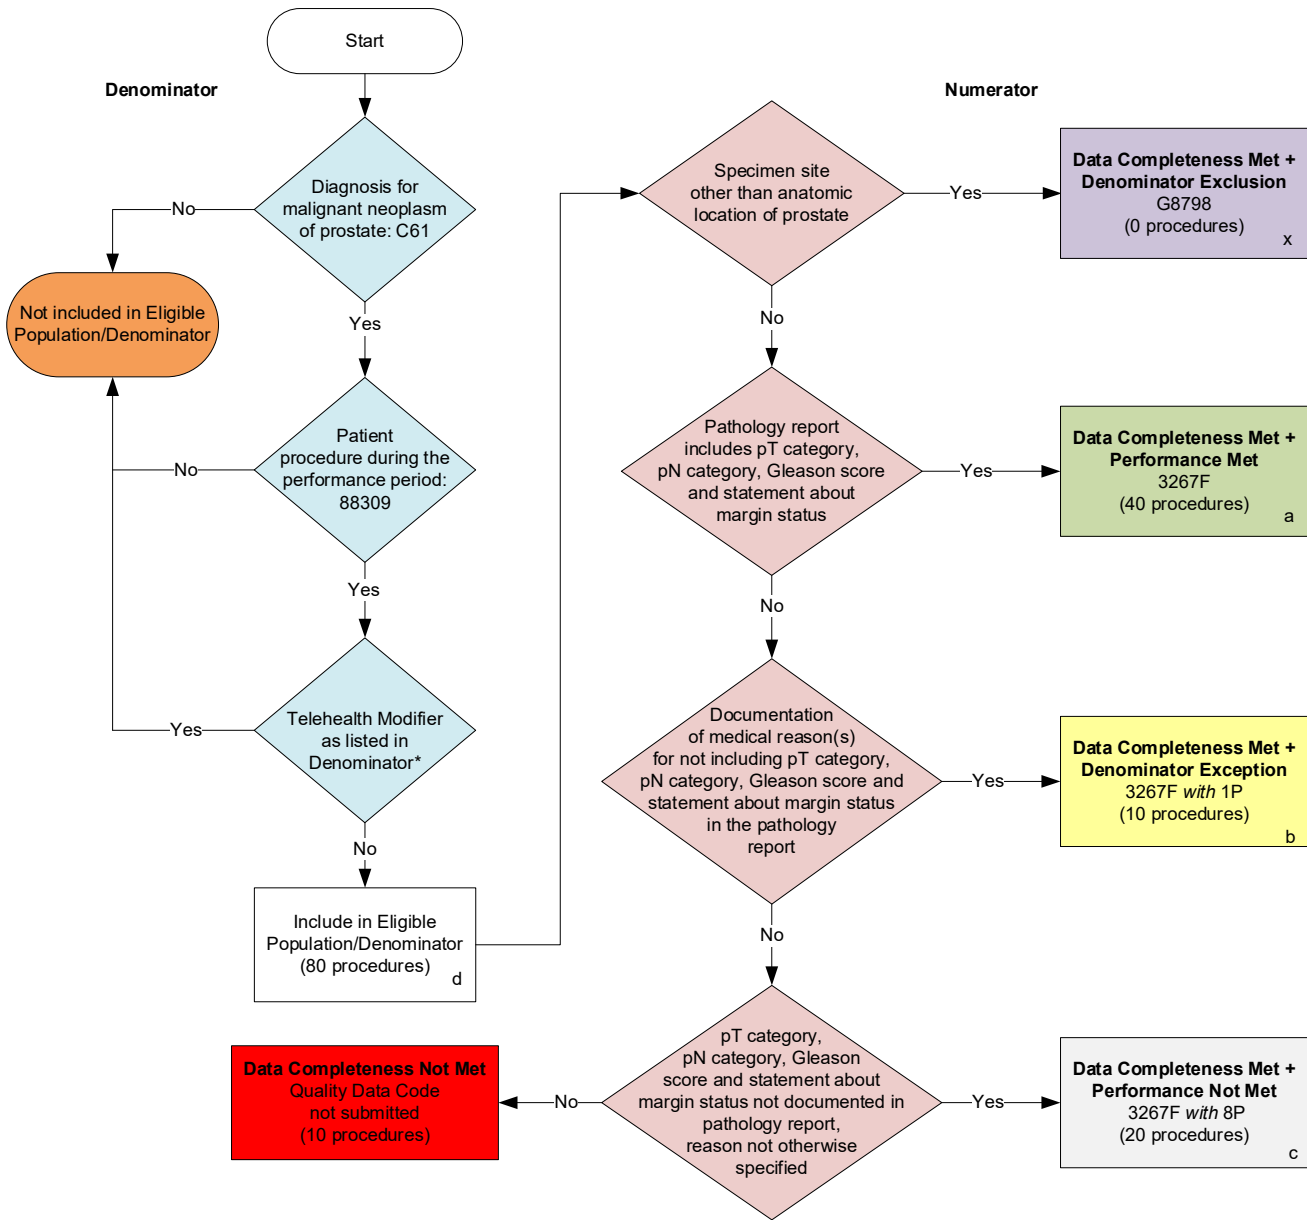 Start
Denominator
Diagnosis for
malignant neoplasm
of prostate: C61
No
Not included in Eligible
Population/Denominator
Yes
Patient
procedure during the
performance period:
88309
No
Yes
Telehealth Modifier
as listed in
Denominator*
Yes
No
Include in Eligible
Population/Denominator
(80 procedures)
d
Numerator
Specimen site
other than anatomic
location of prostate
Yes
Data Completeness Met +
Denominator Exclusion
G8798
(0 procedures)
x
No
Pathology report
includes pT category,
pN category, Gleason score
and statement about
margin status
Yes
Data Completeness Met +
Performance Met
3267F
(40 procedures)
a
No
Documentation
of medical reason(s)
for not including pT category,
pN category, Gleason score and
statement about margin status
in the pathology
report
Yes
Data Completeness Met +
Denominator Exception
3267F with 1P
(10 procedures)
b
No
pT category,
pN category, Gleason
score and statement about
margin status not documented in
pathology report,
reason not otherwise
specified
Yes
Data Completeness Met +
Performance Not Met
3267F with 8P
(20 procedures)
c
No
Data Completeness Not Met
Quality Data Code
not submitted
(10 procedures)